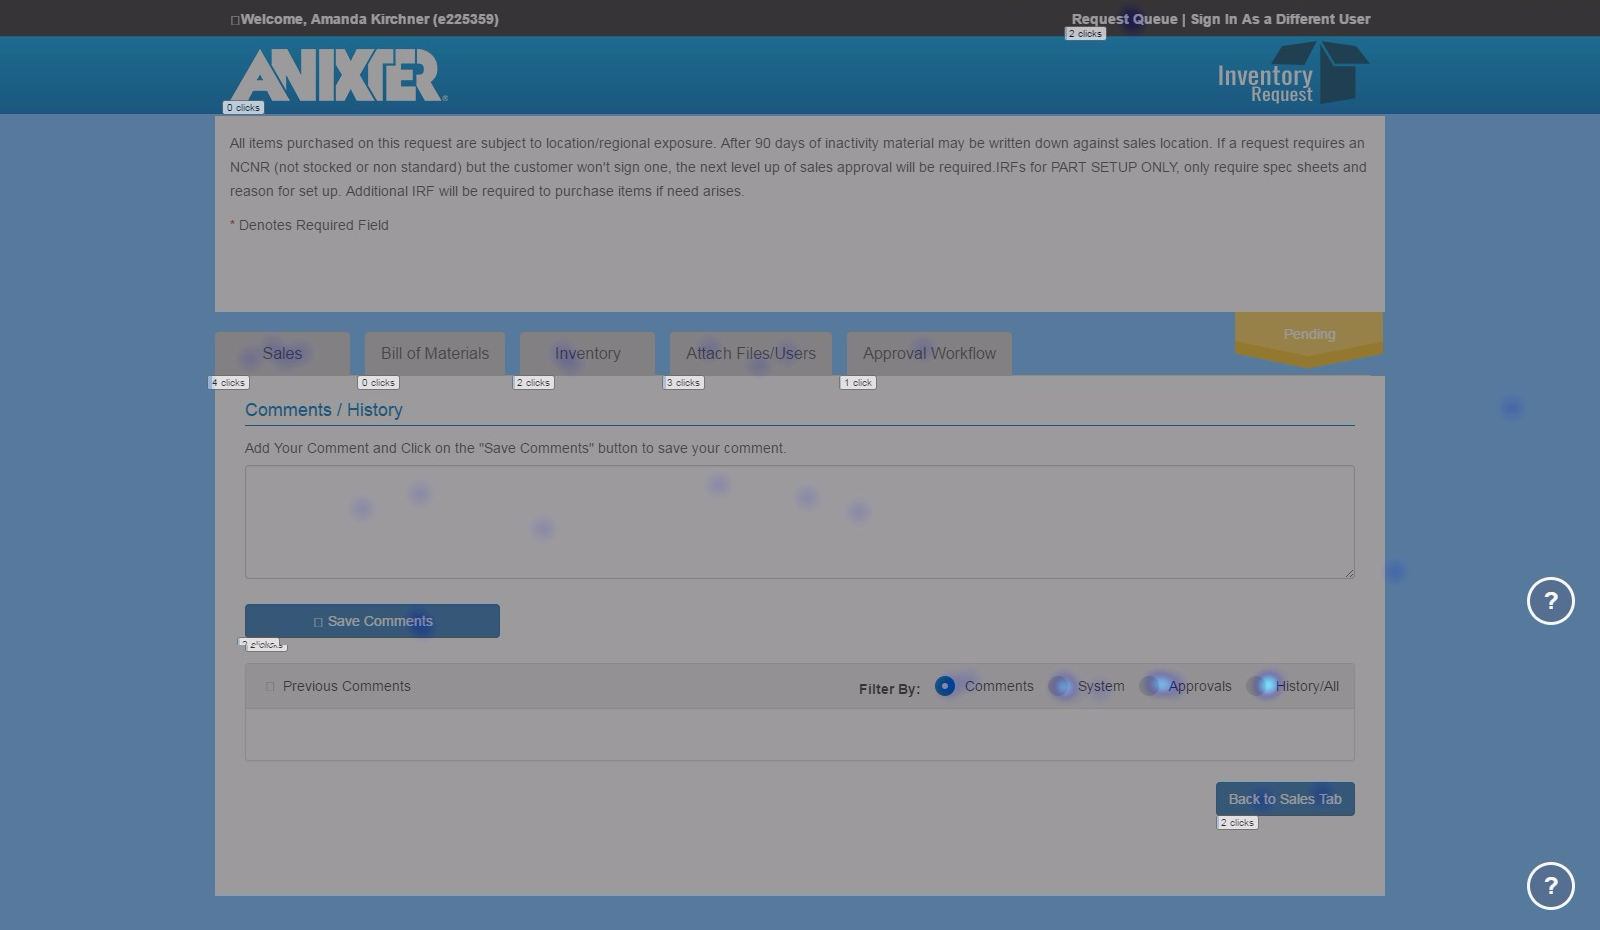 Welcome, Amanda Kirchner (e225359)
Request Queue | Sign In As a Different User
2 clicks
ANIXTER
0 clicks
Inventory
Request
All items purchased on this request are subject to location/regional exposure. After 90 days of inactivity material may be written down against sales location. If a request requires an
NCNR (not stocked or non standard) but the customer won't sign one, the next level up of sales approval will be required.IRFs for PART SETUP ONLY, only require spec sheets and
reason for set up. Additional IRF will be required to purchase items if need arises.
* Denotes Required Field
Pending
Sales
Bill of Materials
Inventory
Attach Files/Users
Approval Workflow
4 clicks
0 clicks
2 clicks
3 clicks
1 click
Comments / History
Add Your Comment and Click on the "Save Comments" button to save your comment.
Save Comments
Previous Comments
Filter By:
Comments
System
Approvals
History/All
Back to Sales Tab
2 clicks
?
?